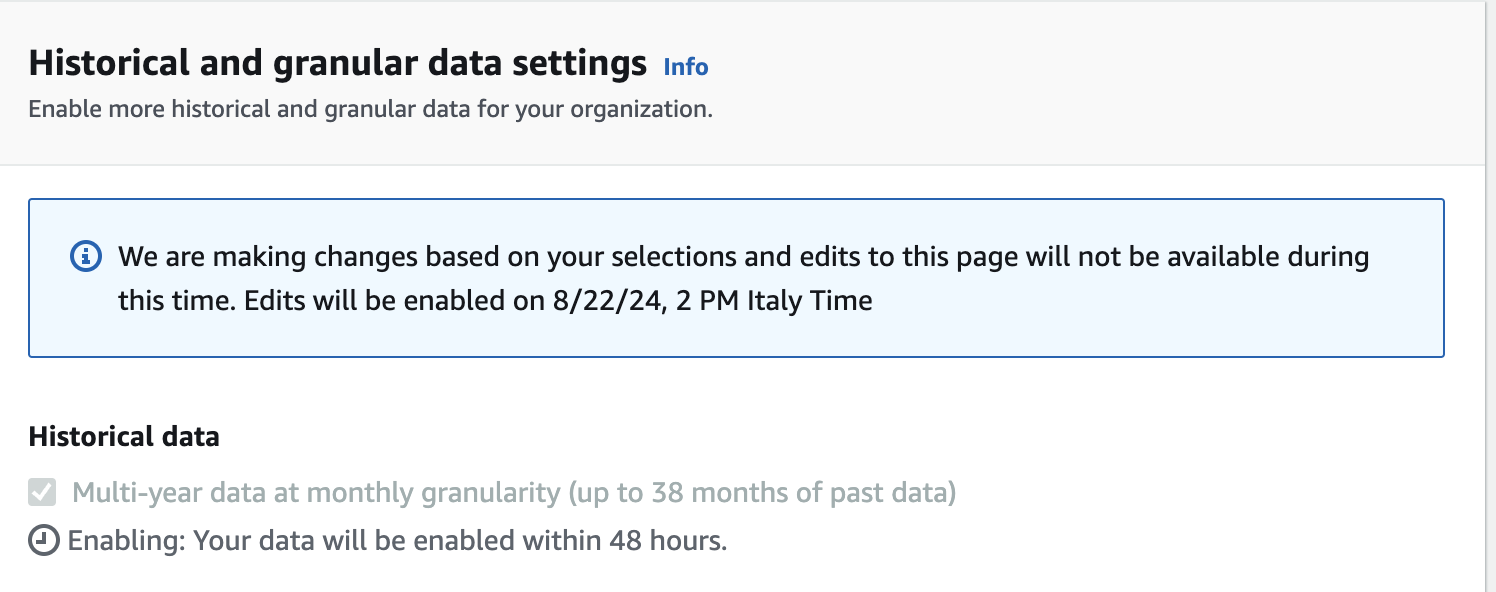 Historical and granular data settings Info
Enable more historical and granular data for your organization.
We are making changes based on your selections and edits to this page will not be available during
this time. Edits will be enabled on 8/22/24, 2 PM Italy Time
Historical data
Multi-year data at monthly granularity (up to 38 months of past data)
Enabling: Your data will be enabled within 48 hours.